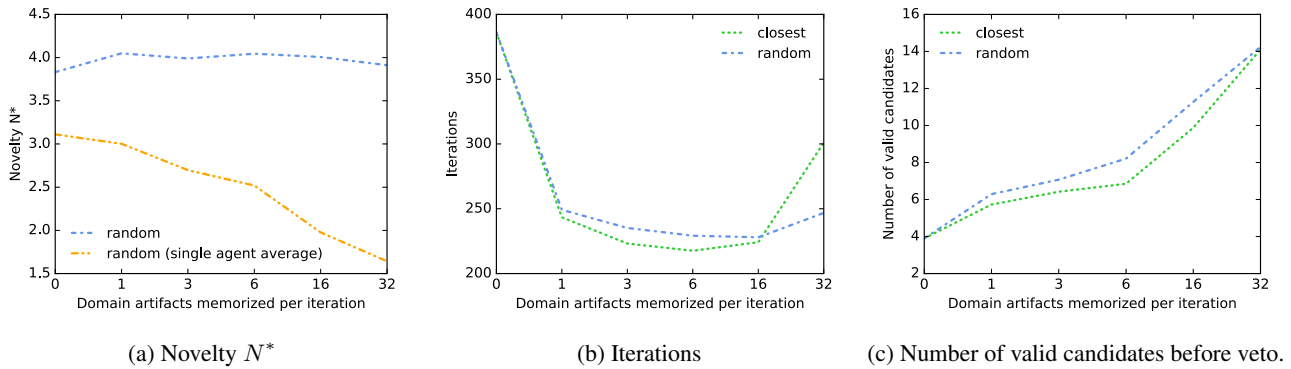 4.5
4.0
3.5
3.0
2.5
2.0
1.5
Novelty N*
random
random (single agent average)
0 1 3 6 16 32
Domain artifacts memorized per iteration
(a) Novelty N*
400
350
300
250
200
Iterations
closest
random
0 1 3 6 16 32
Domain artifacts memorized per iteration
(b) Iterations
16
14
12
10
8
6
4
2
Number of valid candidates
closest
random
0 1 3 6 16 32
Domain artifacts memorized per iteration
(c) Number of valid candidates before veto.